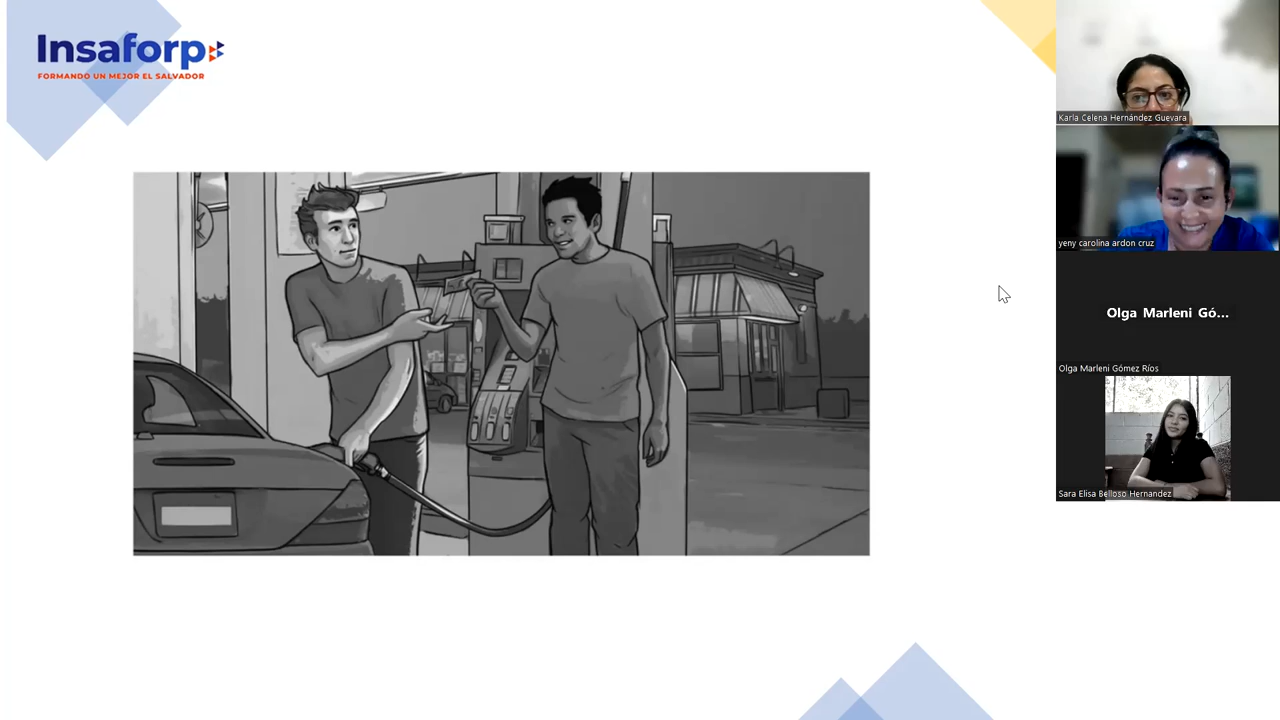 Insaforp
FORMANDO UN MEJOR EL SALVADOR
Karla Celena Hernández Guevara
yeny carolina ardon cruz
Olga Marleni Gó...
Olga Marleni Gómez Ríos
Sara Elisa Belloso Hernandez